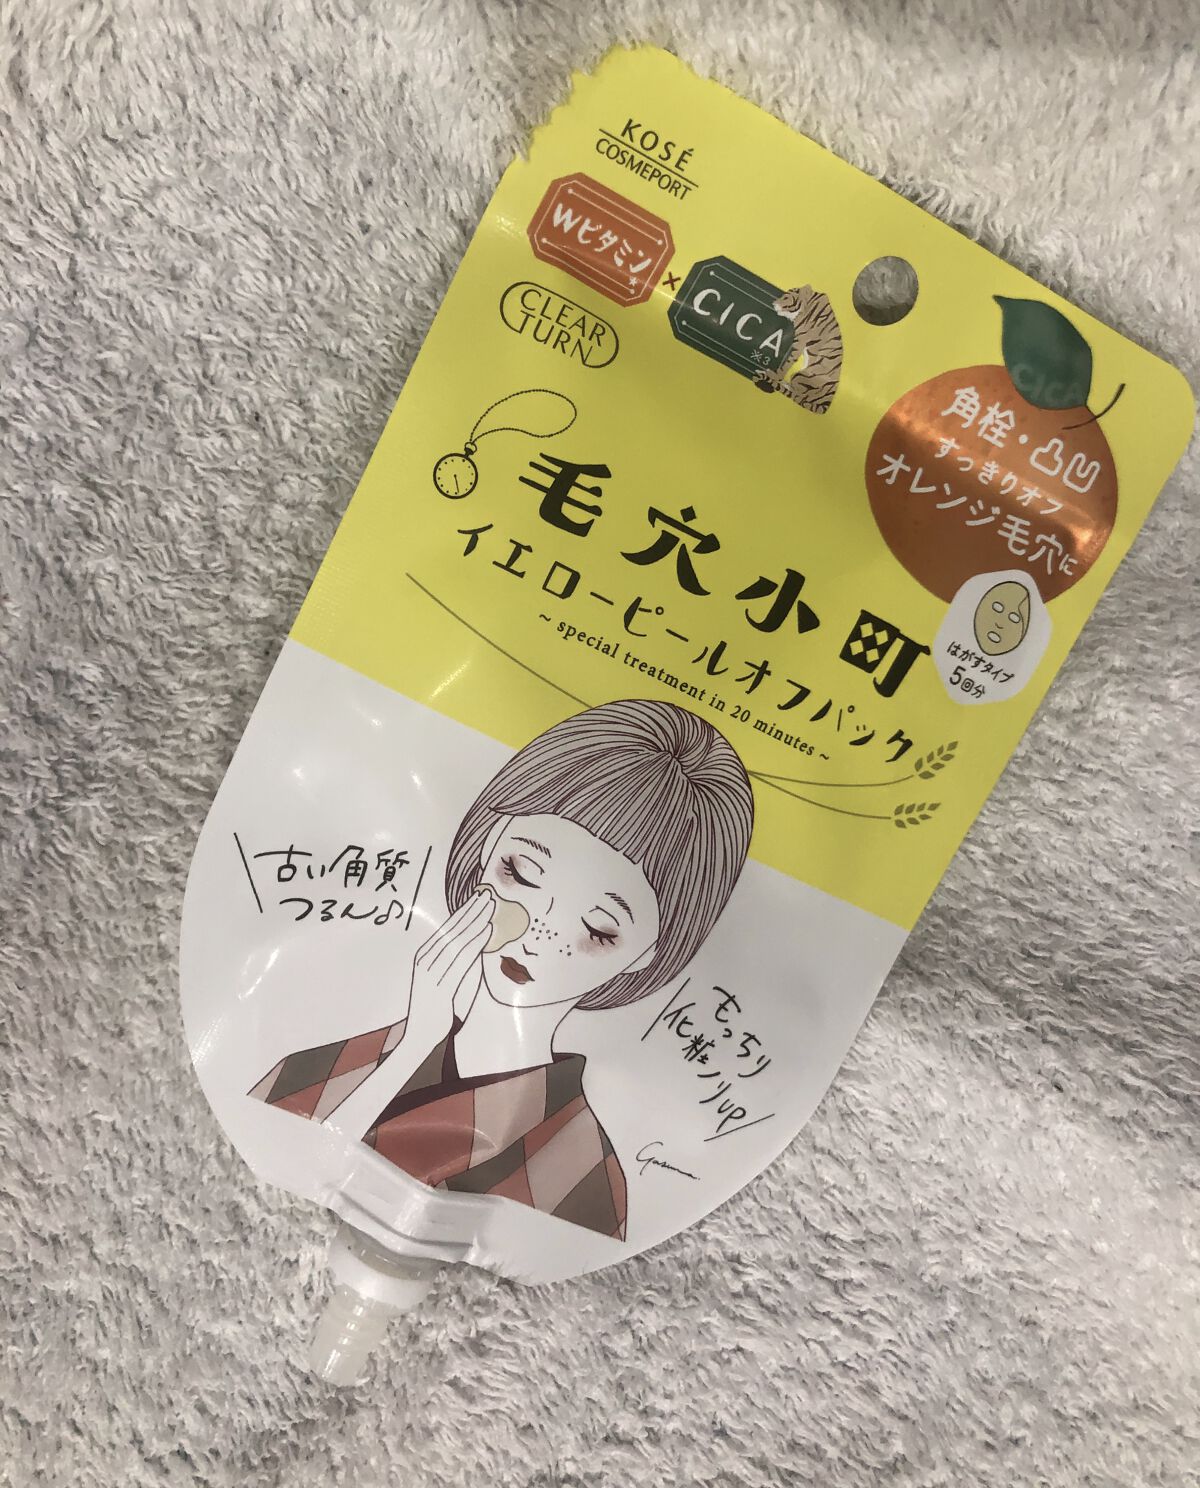 KOSÉ
COSMEPORT
Wビタミン
×
CICA
※3
CLEAR
TURN
CICA
角栓・凸凹
すっきりオフ
オレンジ毛穴に
毛穴小町
イエローピールオフパック
~ special treatment in 20 minutes ~
はがすタイプ
5回分
古い角質
つるん♪
もっちり
化粧ノリup